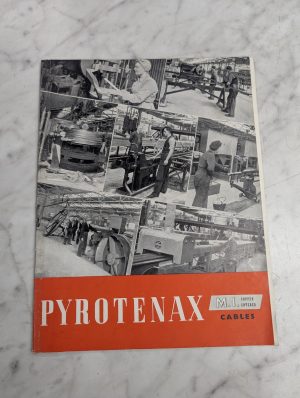 PYROTENAX M.I. COPPER
COVERED
CABLES